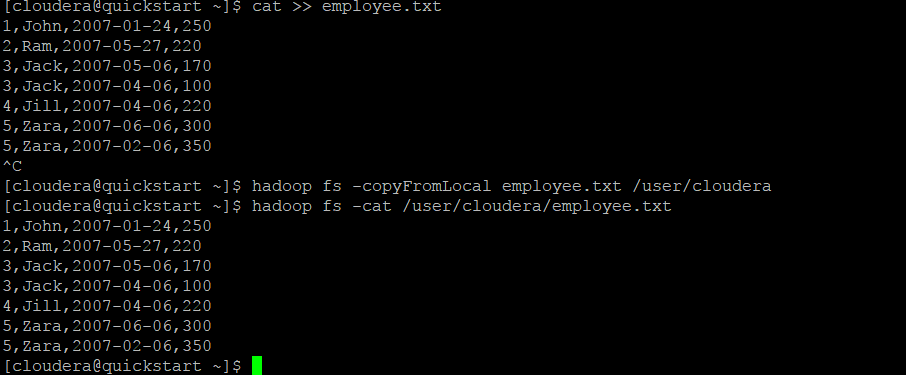 [cloudera@quickstart ~]$ cat >> employee.txt
1,John,2007-01-24,250
2,Ram,2007-05-27,220
3,Jack,2007-05-06,170
3,Jack,2007-04-06,100
4,Jill,2007-04-06,220
5,Zara,2007-06-06,300
5,Zara,2007-02-06,350
^C
[cloudera@quickstart ~]$ hadoop fs -copyFromLocal employee.txt /user/cloudera
[cloudera@quickstart ~]$ hadoop fs -cat /user/cloudera/employee.txt
1,John,2007-01-24,250
2,Ram,2007-05-27,220
3,Jack,2007-05-06,170
3,Jack,2007-04-06,100
4,Jill,2007-04-06,220
5,Zara,2007-06-06,300
5,Zara,2007-02-06,350
[cloudera@quickstart ~]$